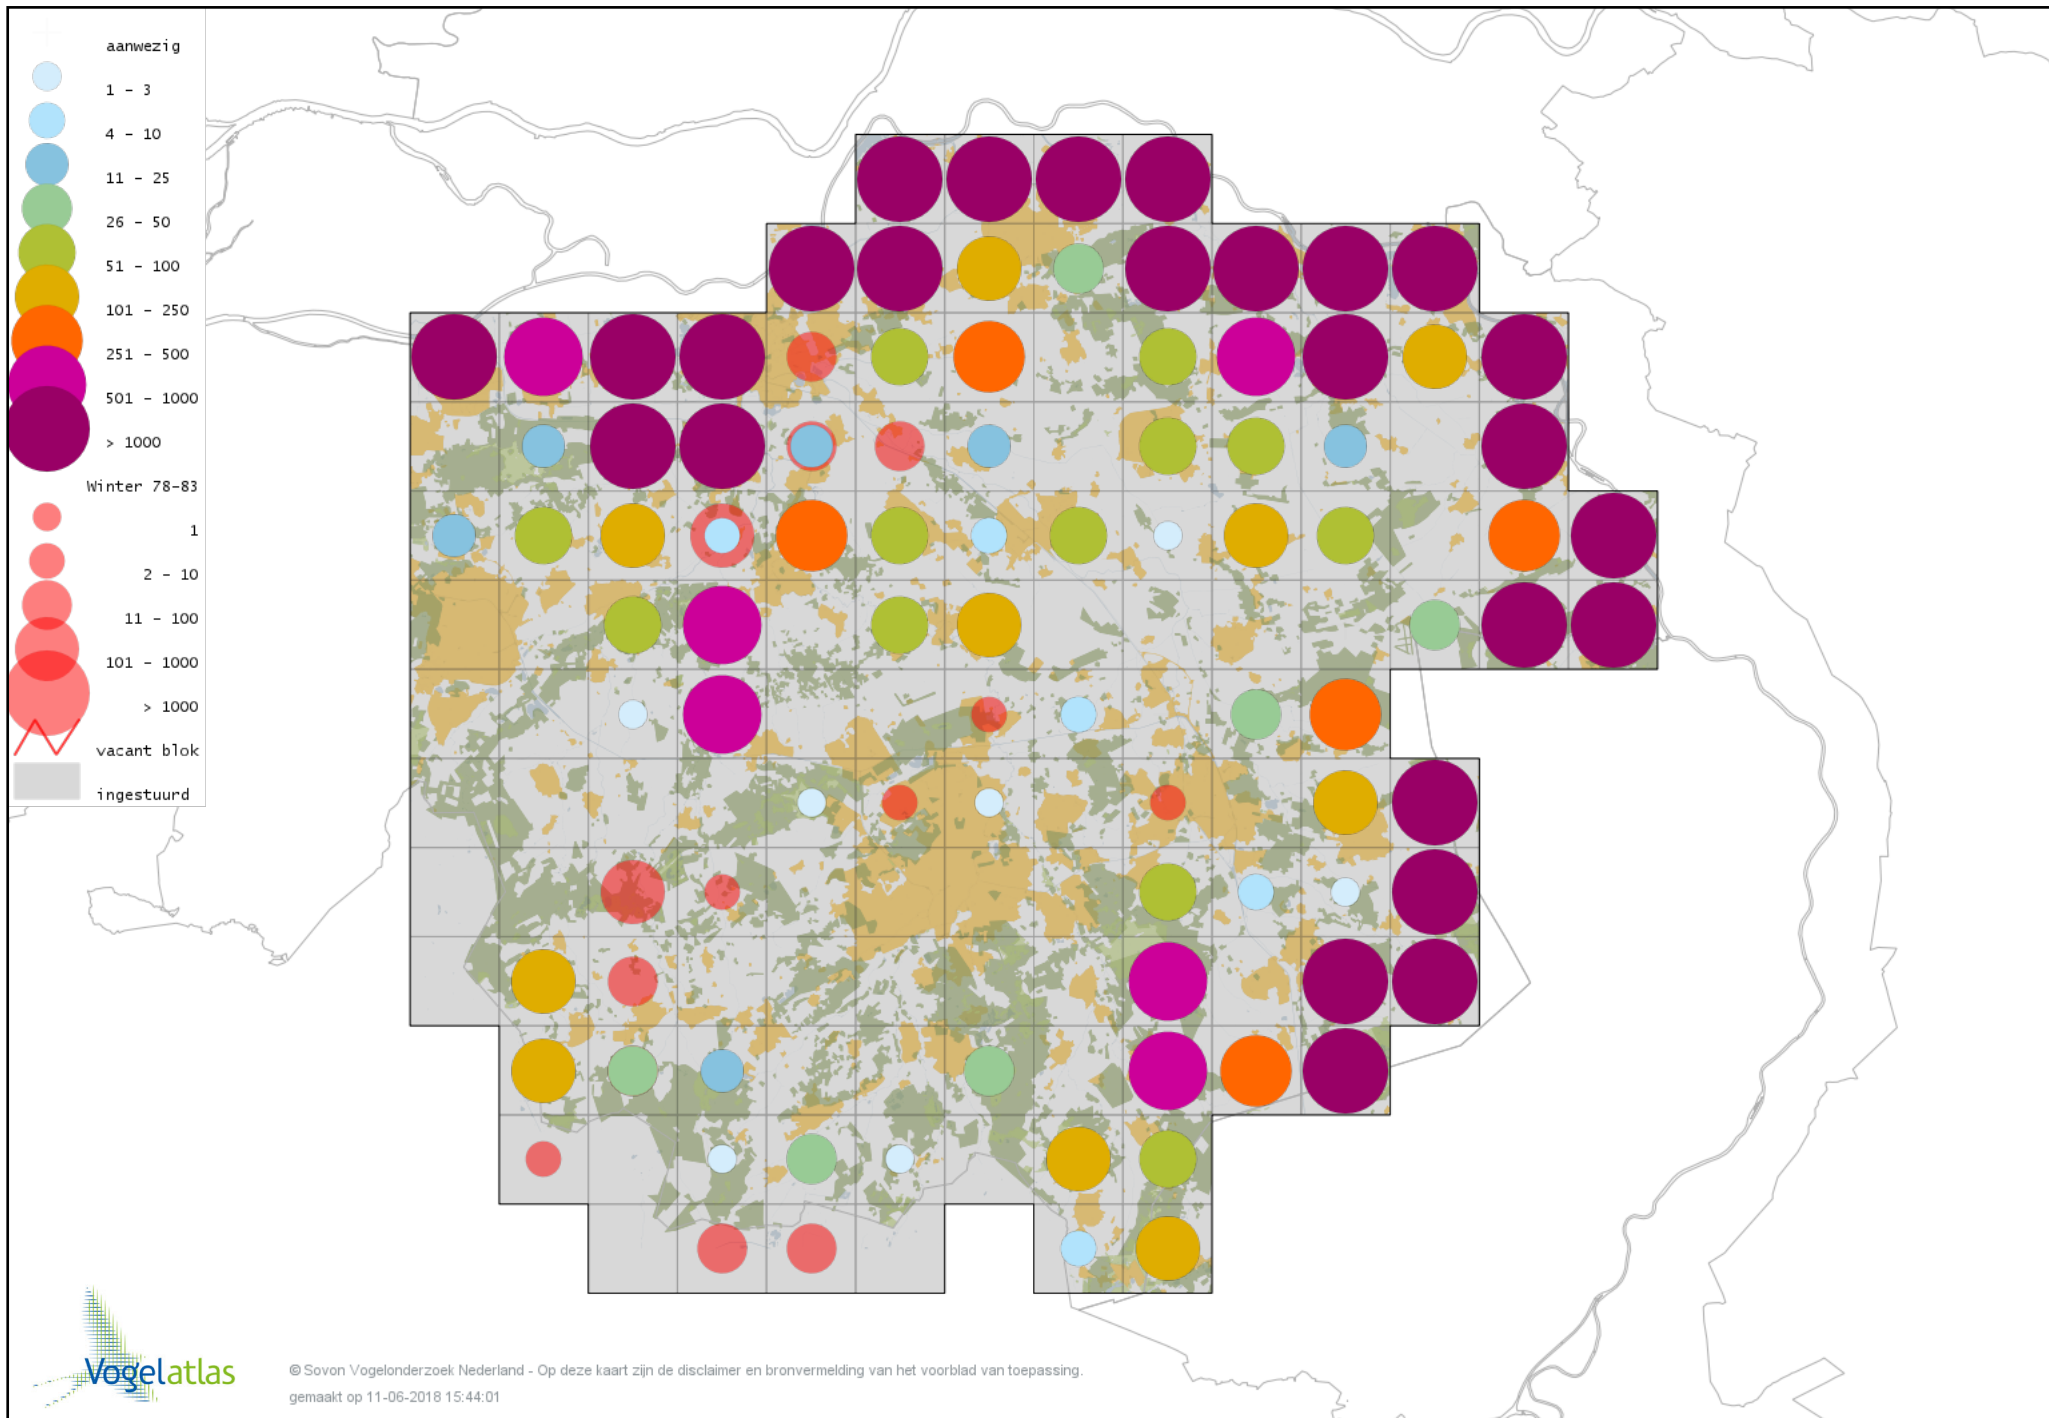 aanwezig
1 - 3
4 - 10
11 - 25
26 - 50
51 - 100
101 - 250
251 - 500
501 - 1000
> 1000
Winter 78-83
1
2 - 10
11 - 100
101 - 1000
> 1000
vacant blok
ingestuurd
Vogelatlas
© Sovon Vogelonderzoek Nederland - Op deze kaart zijn de disclaimer en bronvermelding van het voorblad van toepassing.
gemaakt op 11-06-2018 15:44:01